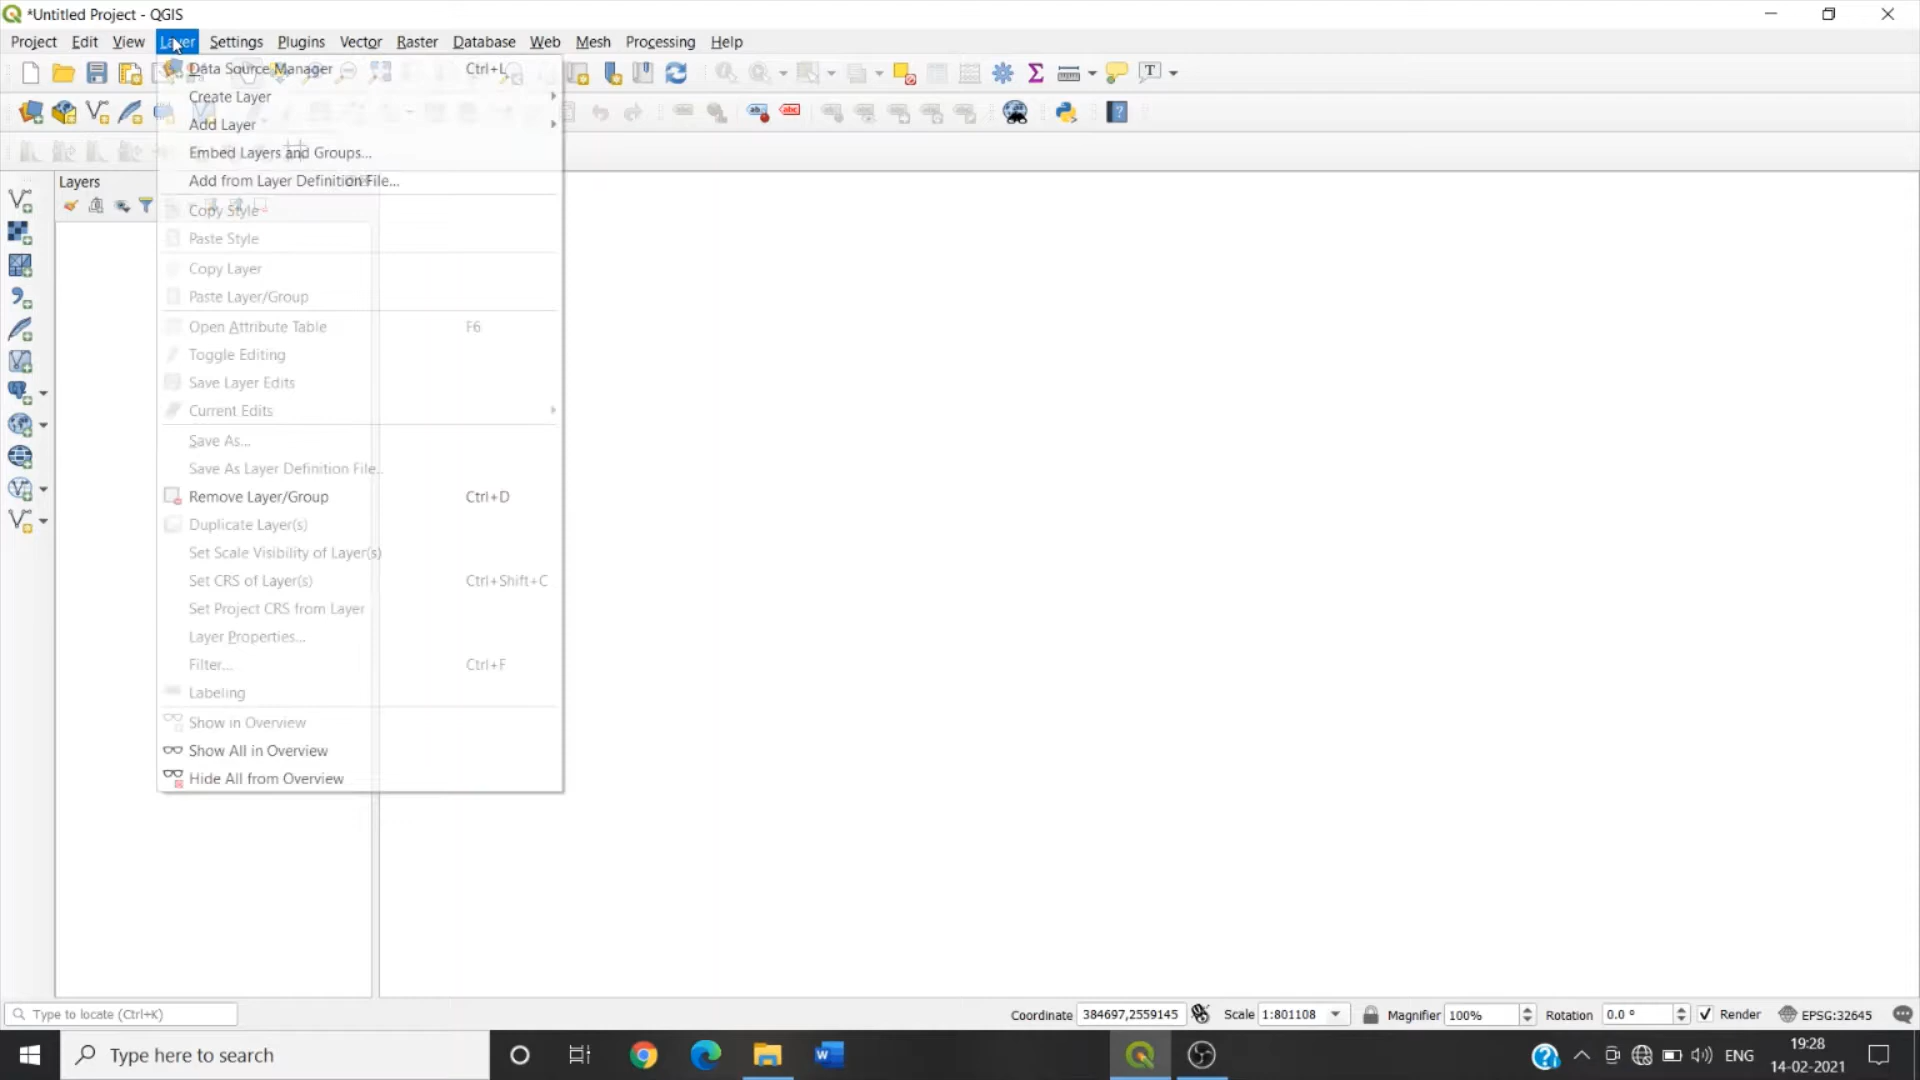 *Untitled Project - QGIS
Project Edit View Layer Settings Plugins Vector Raster Database Web Mesh Processing Help
Data Source Manager Ctrl+L
Create Layer
Add Layer
Embed Layers and Groups...
Add from Layer Definition File...
Layers
Copy Style
Paste Style
Copy Layer
Paste Layer/Group
Open Attribute Table F6
Toggle Editing
Save Layer Edits
Current Edits
Save As...
Save As Layer Definition File...
Remove Layer/Group Ctrl+D
Duplicate Layer(s)
Set Scale Visibility of Layer(s)
Set CRS of Layer(s) Ctrl+Shift+C
Set Project CRS from Layer
Layer Properties...
Filter... Ctrl+F
Labeling
Show in Overview
Show All in Overview
Hide All from Overview
Type to locate (Ctrl+K) Coordinate 384697,2559145 Scale 1:801108 Magnifier 100% Rotation 0.0 ° Render EPSG:32645
Type here to search ENG 19:28
14-02-2021